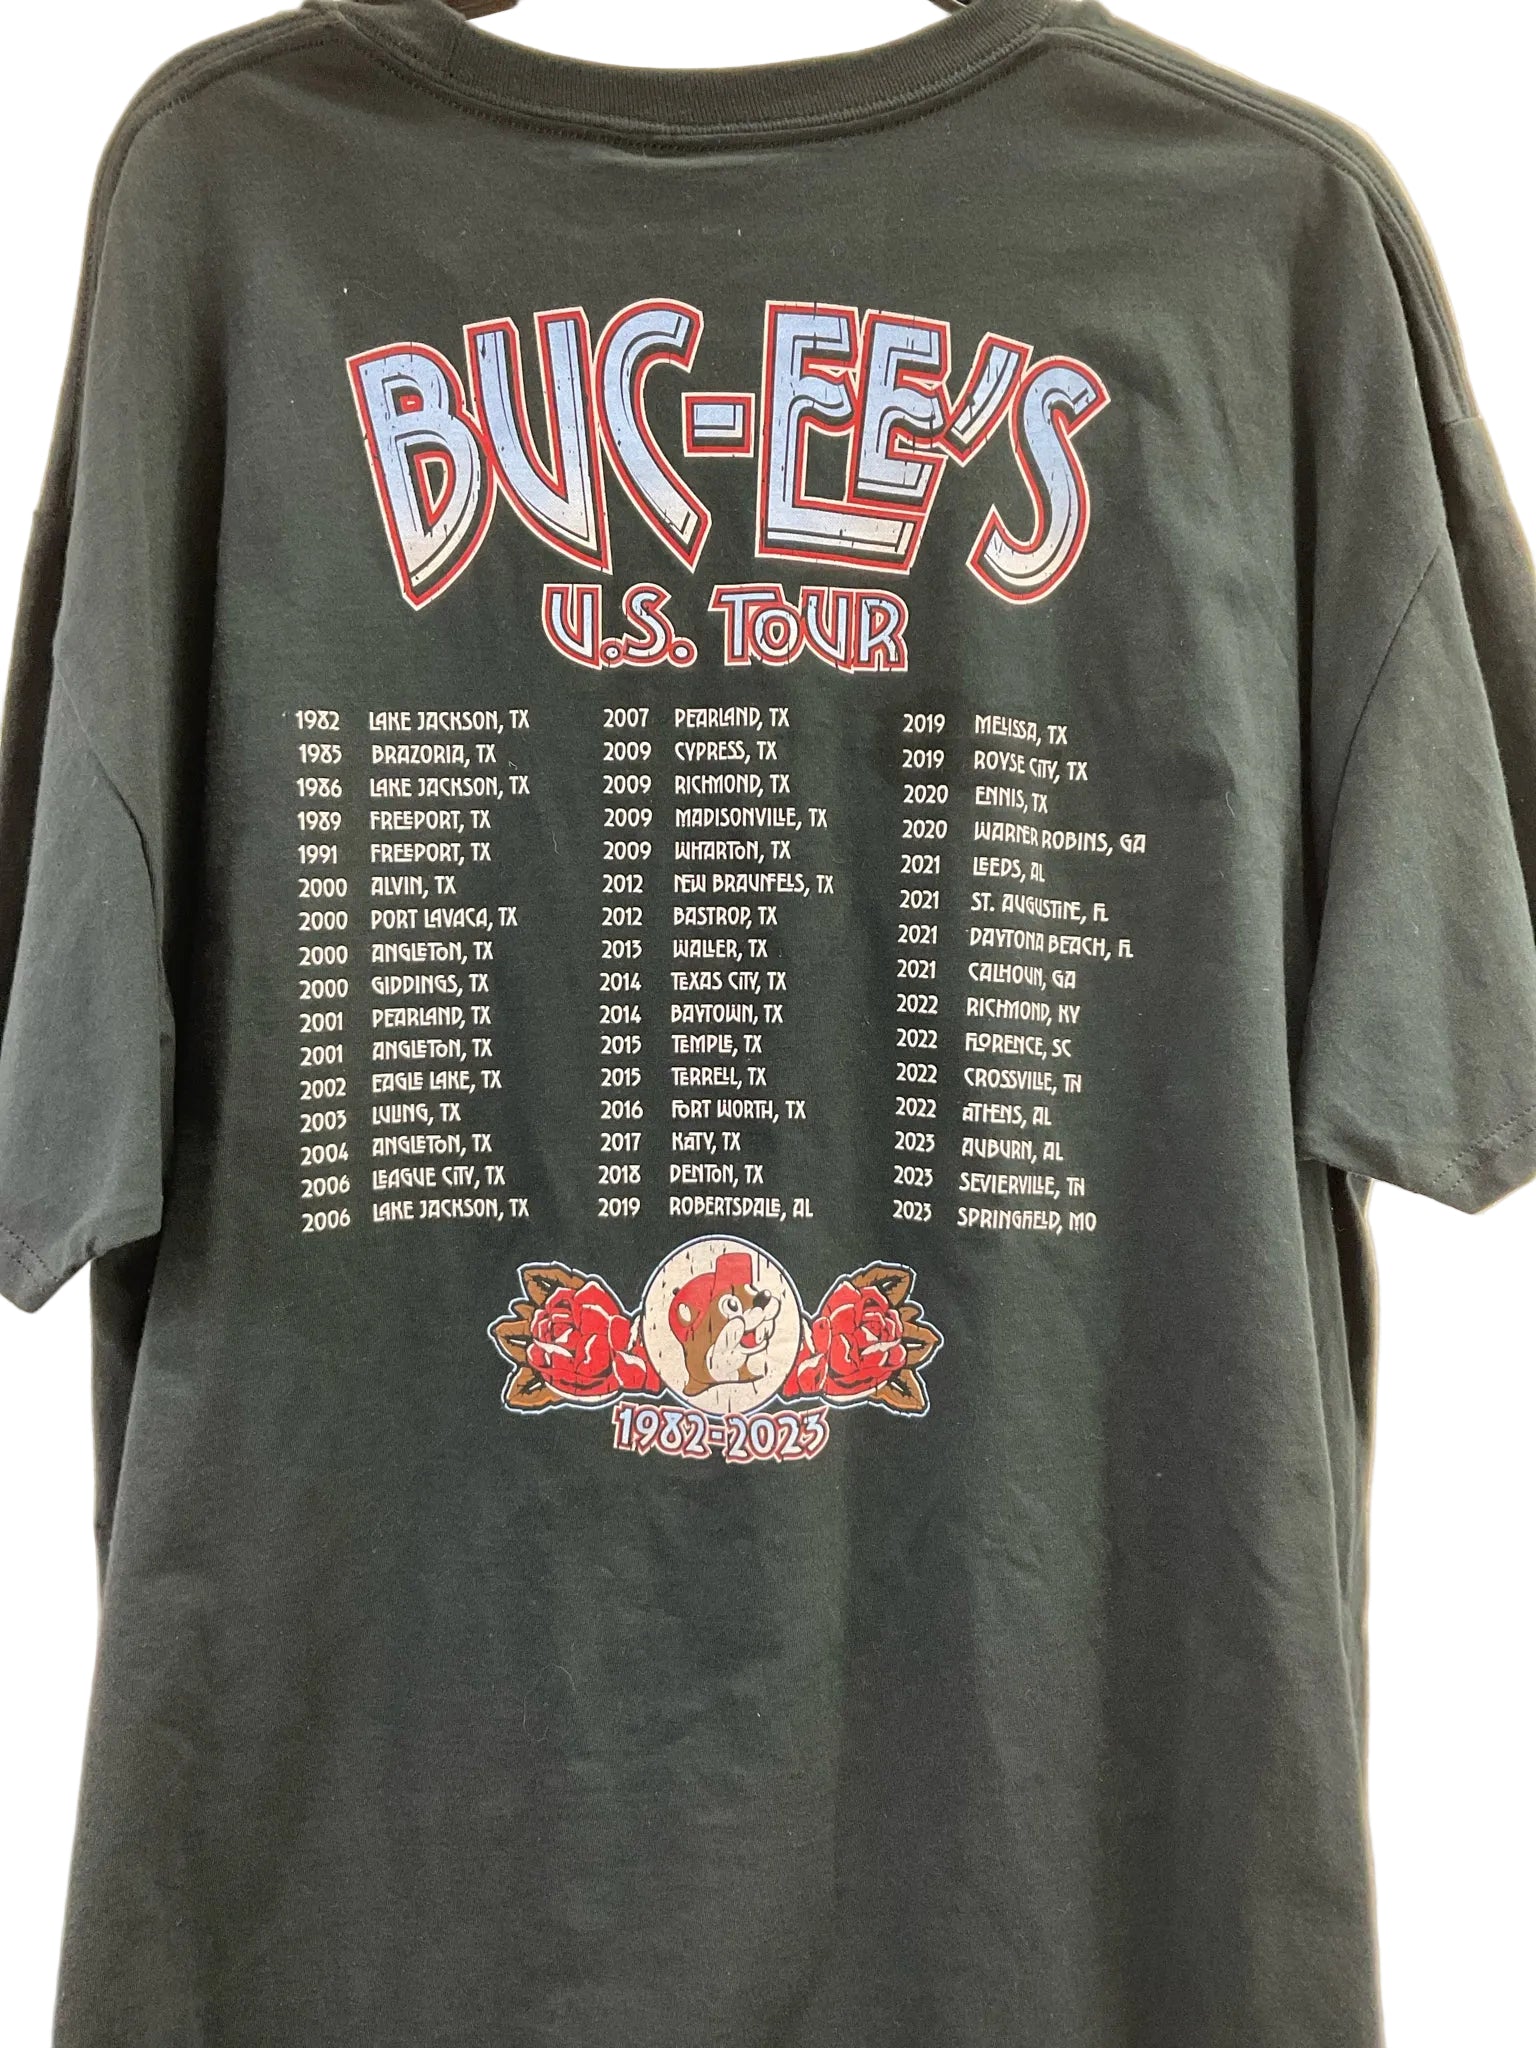 BUC-EE'S
U.S. TOUR
1982 LAKE JACKSON, TX
1985 BRAZORIA, TX
1986 LAKE JACKSON, TX
1989 FREEPORT, TX
1991 FREEPORT, TX
2000 ALVIN, TX
2000 PORT LAVACA, TX
2000 ANGLETON, TX
2000 GIDDINGS, TX
2001 PEARLAND, TX
2001 ANGLETON, TX
2002 EAGLE LAKE, TX
2003 LULING, TX
2004 ANGLETON, TX
2006 LEAGUE CITY, TX
2006 LAKE JACKSON, TX
2007 PEARLAND, TX
2009 CYPRESS, TX
2009 RICHMOND, TX
2009 MADISONVILLE, TX
2009 WHARTON, TX
2012 NEW BRAUNFELS, TX
2012 BASTROP, TX
2013 WALLER, TX
2014 TEXAS CITY, TX
2014 BAYTOWN, TX
2015 TEMPLE, TX
2015 TERRELL, TX
2016 FORT WORTH, TX
2017 KATY, TX
2018 DENTON, TX
2019 ROBERTSDALE, AL
2019 MELISSA, TX
2019 ROYSE CITY, TX
2020 ENNIS, TX
2020 WARNER ROBINS, GA
2021 LEEDS, AL
2021 ST. AUGUSTINE, FL
2021 DAYTONA BEACH, FL
2021 CALHOUN, GA
2022 RICHMOND, KY
2022 FLORENCE, SC
2022 CROSSVILLE, TN
2022 ATHENS, AL
2023 AUBURN, AL
2023 SEVIERVILLE, TN
2023 SPRINGFIELD, MO
1982-2023